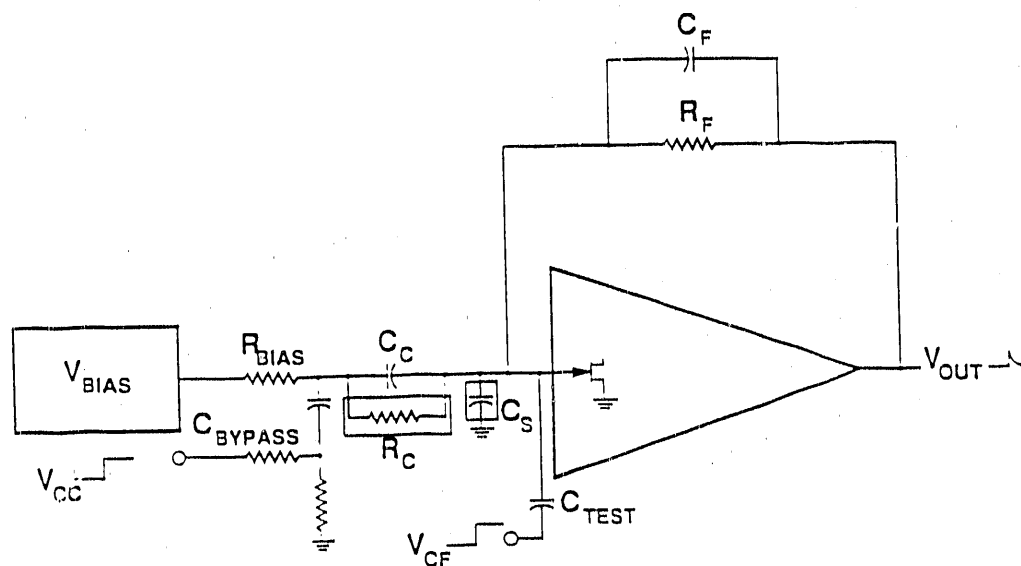 C_F
R_F
V_BIAS
R_BIAS
C_C
C_BYPASS
R_C
C_S
V_OUT
V_CC
C_TEST
V_CF